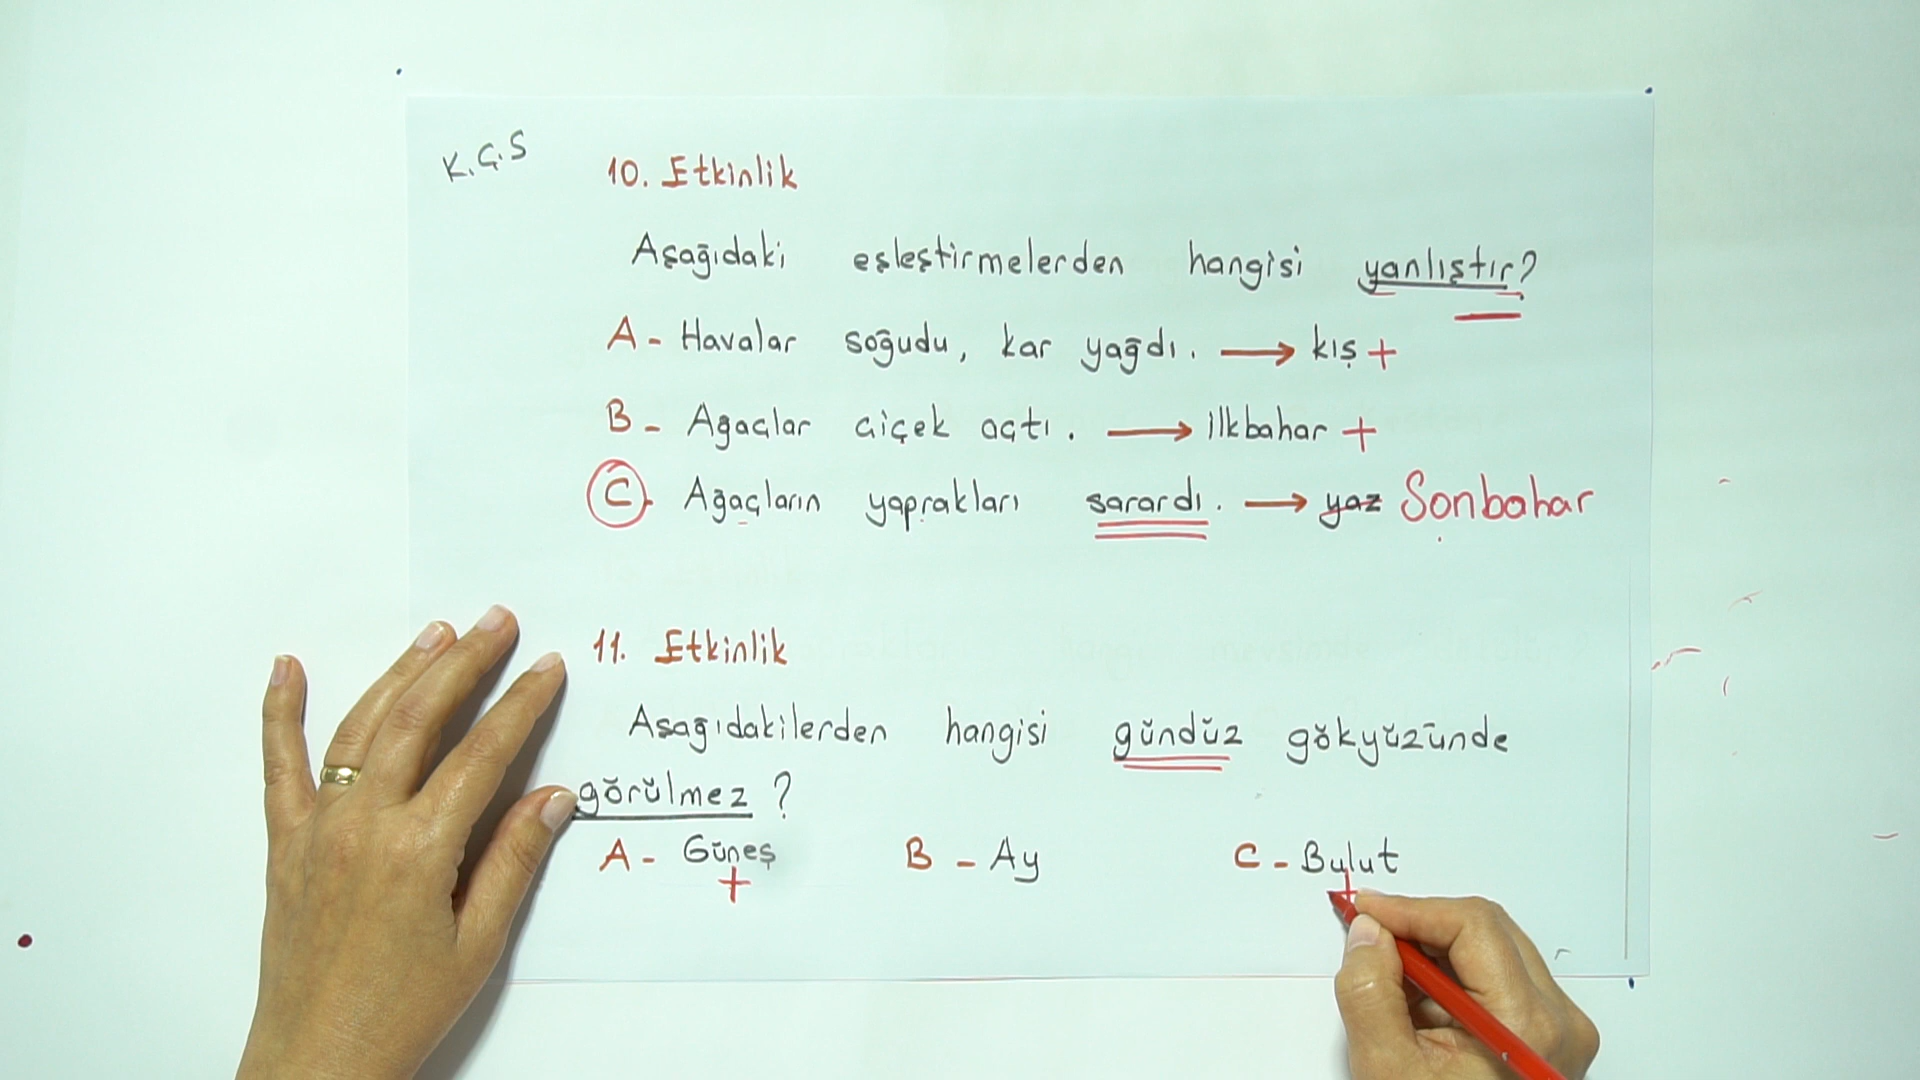 K.Ç.S
10. Etkinlik
Aşağıdaki eşleştirmelerden hangisi yanlıştır?
A - Havalar soğudu, kar yağdı. → kış +
B - Ağaçlar çiçek açtı. → ilkbahar +
C - Ağaçların yaprakları sarardı. → yaz Sonbahar
11. Etkinlik
Aşağıdakilerden hangisi gündüz gökyüzünde
görülmez ?
A - Güneş B - Ay C - Bulut
+ +